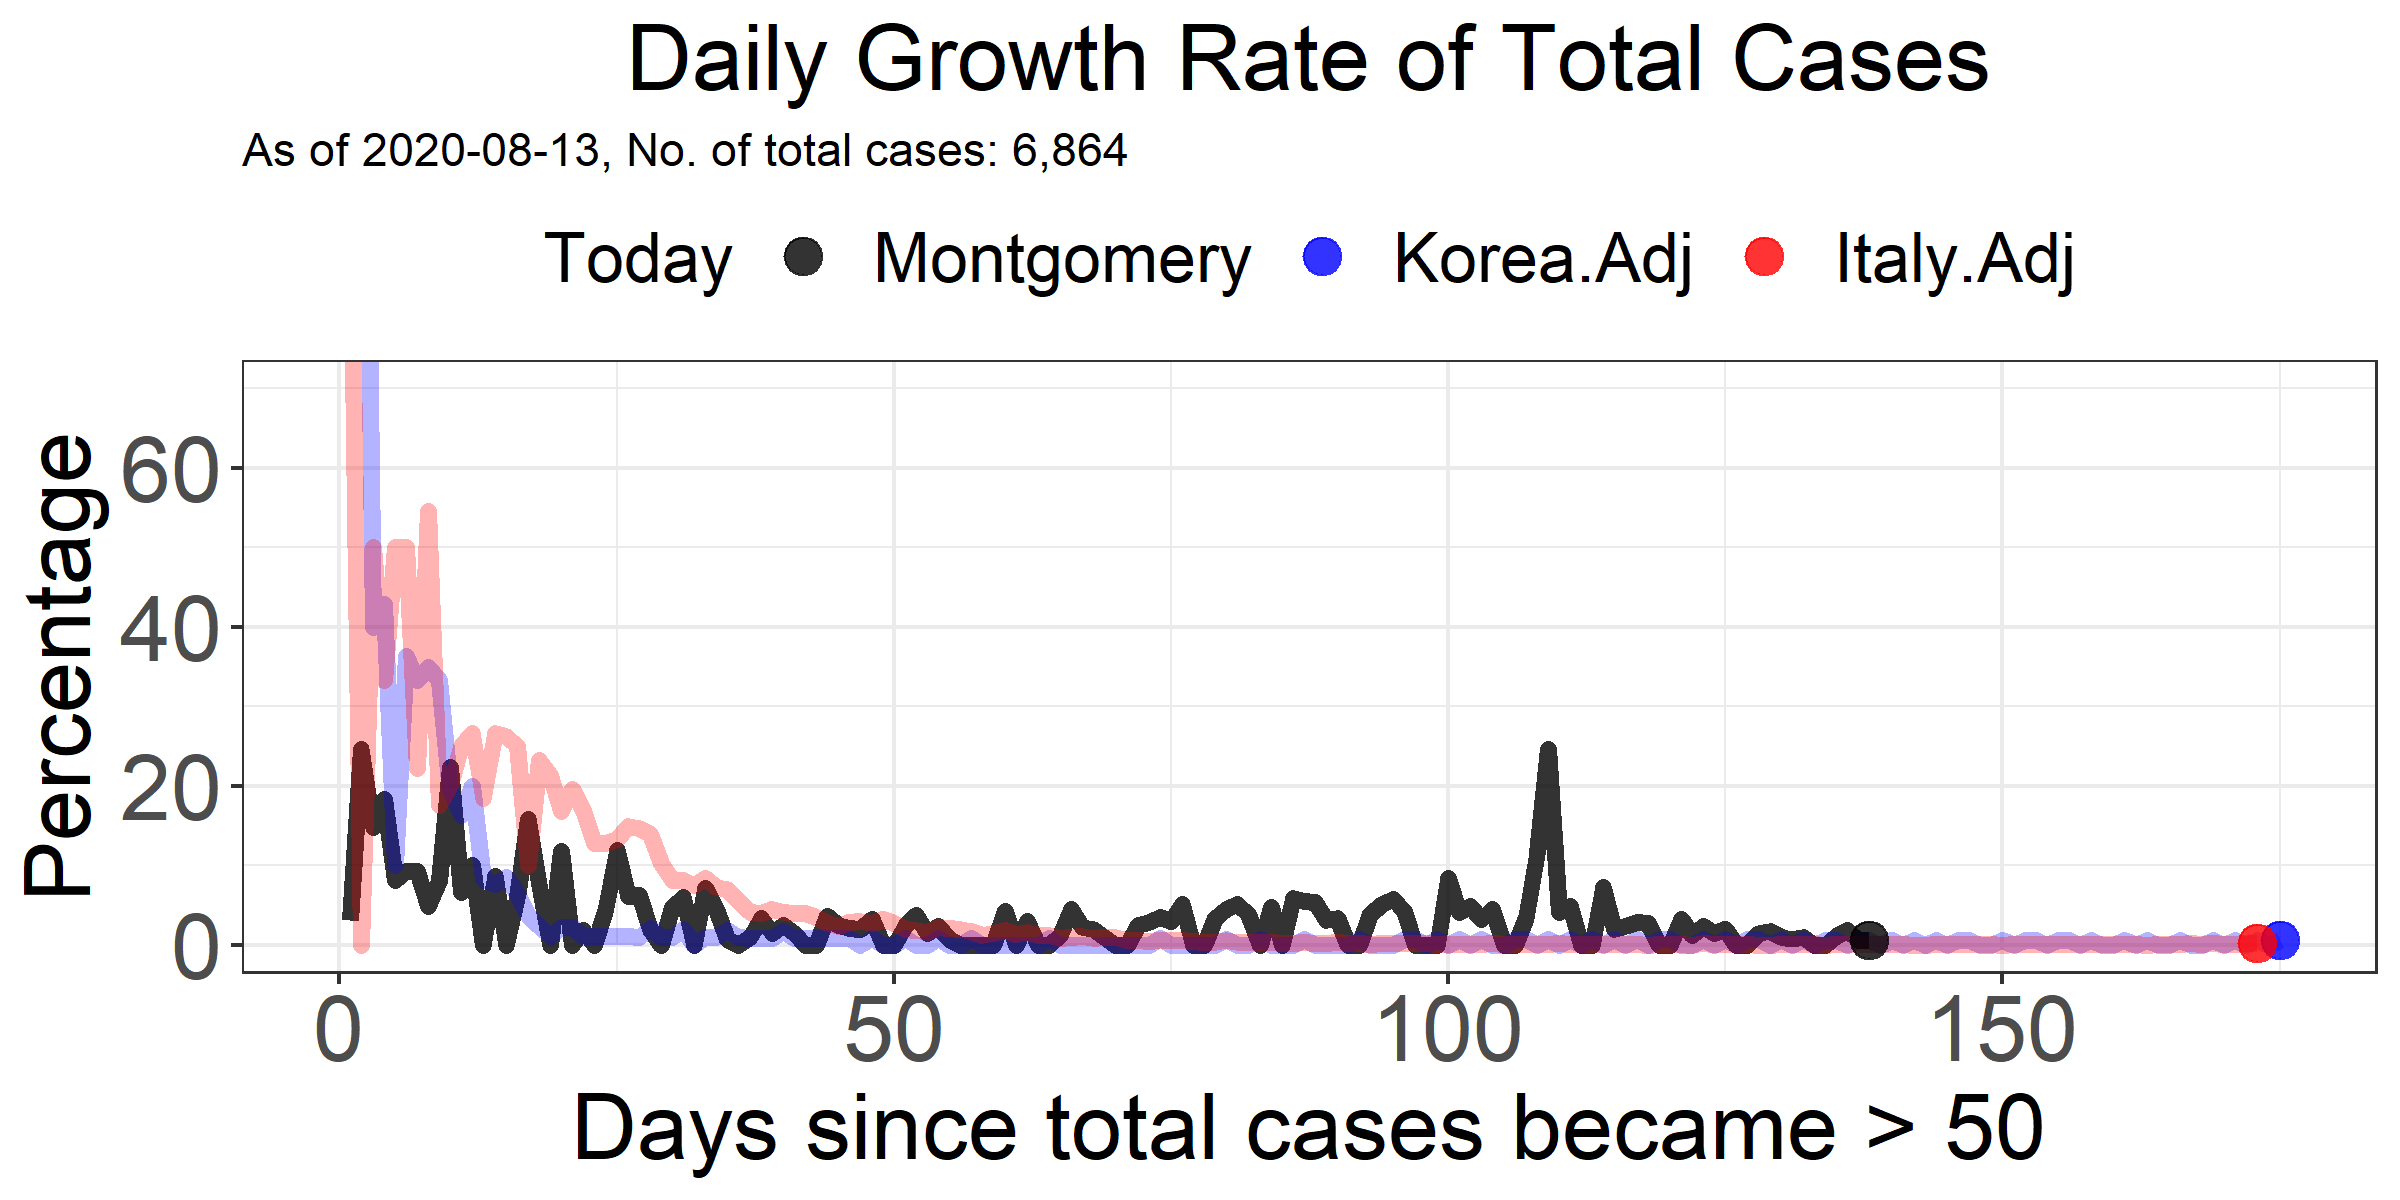 Daily Growth Rate of Total Cases
As of 2020-08-13, No. of total cases: 6,864
Today Montgomery Korea.Adj Italy.Adj
Percentage
60
40
20
0
0 50 100 150
Days since total cases became > 50